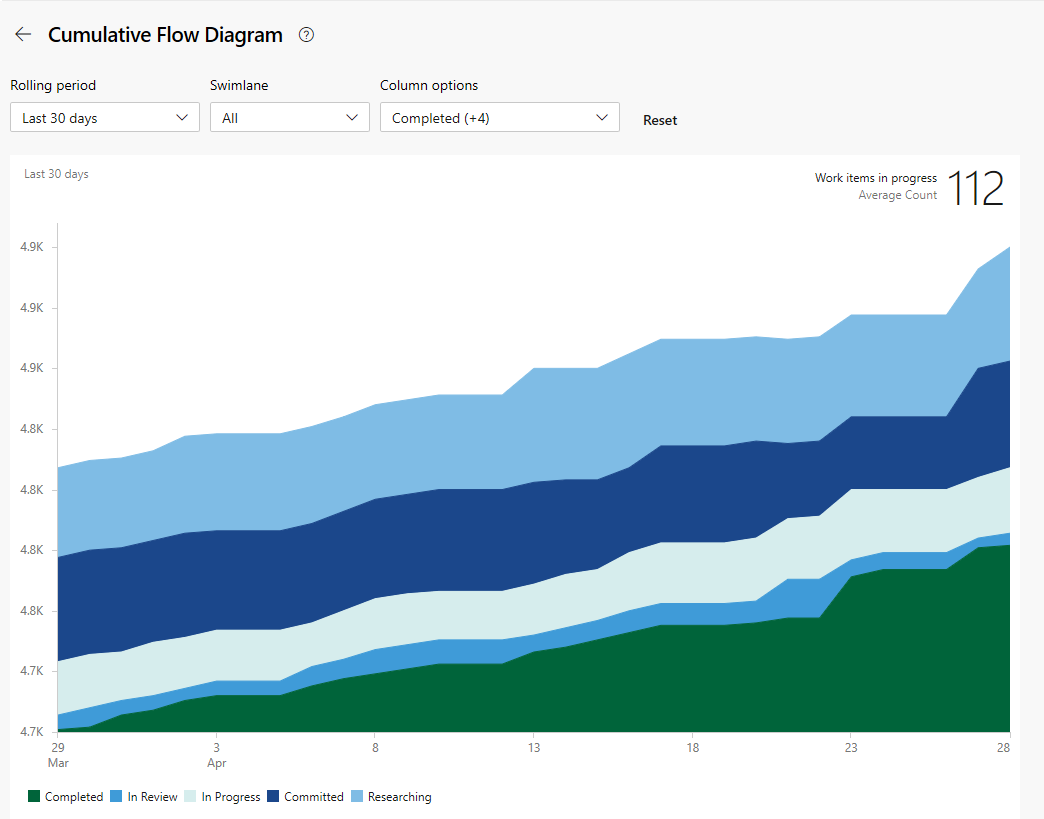 Cumulative Flow Diagram ?
Rolling period Swimlane Column options
Last 30 days All Completed (+4) Reset
Last 30 days
Work items in progress 112
Average Count
4.9K
4.9K
4.9K
4.8K
4.8K
4.8K
4.8K
4.7K
4.7K
29 3 8 13 18 23 28
Mar Apr
Completed In Review In Progress Committed Researching